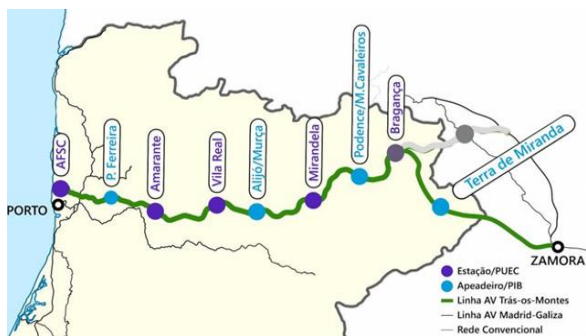 AFSC
P. Ferreira
Amarante
Vila Real
Alijó/Murça
Mirandela
Podence/M.Cavaleiros
Bragança
Terra de Miranda
PORTO
ZAMORA
Estação/PUEC
Apeadeiro/PIB
Linha AV Trás-os-Montes
Linha AV Madrid-Galiza
Rede Convencional